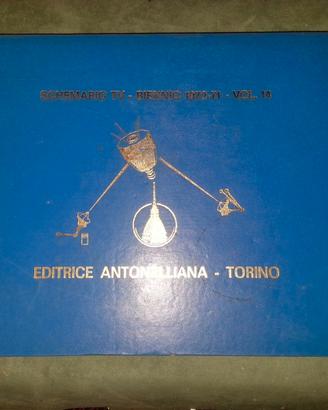 SCHEMARIO TV - BIENNIO 1970-71 - VOL. 14
EDITRICE ANTONELLIANA - TORINO